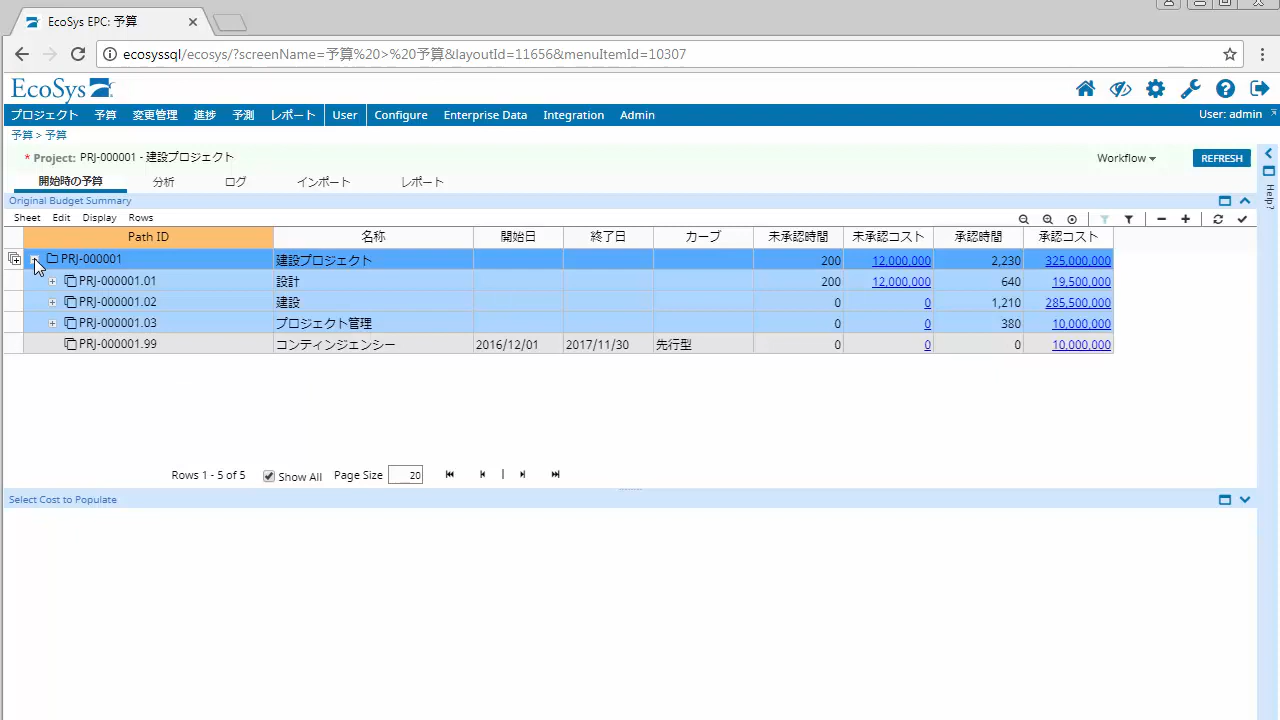 EcoSys EPC: 予算
ecosyssql/ecosys/?screenName=予算%20>%20予算&layoutId=11656&menuItemId=10307
EcoSys
プロジェクト 予算 変更管理 進捗 予測 レポート User Configure Enterprise Data Integration Admin User: admin
予算 > 予算
* Project: PRJ-000001 - 建設プロジェクト Workflow REFRESH
開始時の予算 分析 ログ インポート レポート
Help?
Original Budget Summary
Sheet Edit Display Rows
Path ID 名称 開始日 終了日 カーブ 未承認時間 未承認コスト 承認時間 承認コスト
PRJ-000001 建設プロジェクト 200 12,000,000 2,230 325,000,000
PRJ-000001.01 設計 200 12,000,000 640 19,500,000
PRJ-000001.02 建設 0 0 1,210 285,500,000
PRJ-000001.03 プロジェクト管理 0 0 380 10,000,000
PRJ-000001.99 コンティンジェンシー 2016/12/01 2017/11/30 先行型 0 0 0 10,000,000
Rows 1 - 5 of 5 Show All Page Size 20
Select Cost to Populate